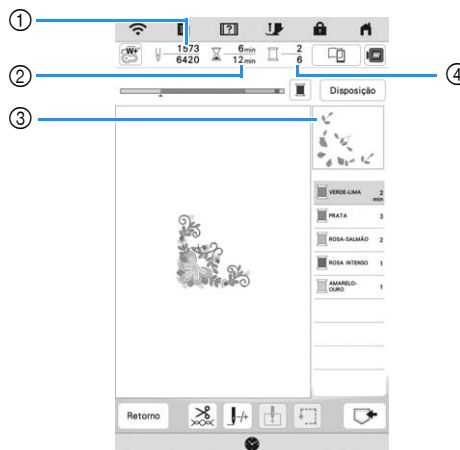 ①
W+
1573 6min 2
6420 12min 6
②
④
Disposição
③
VERDE-LIMA 2
min
PRATA 3
ROSA-SALMÃO 2
ROSA INTENSO 1
AMARELO-
OURO 1
Retorno
-/+